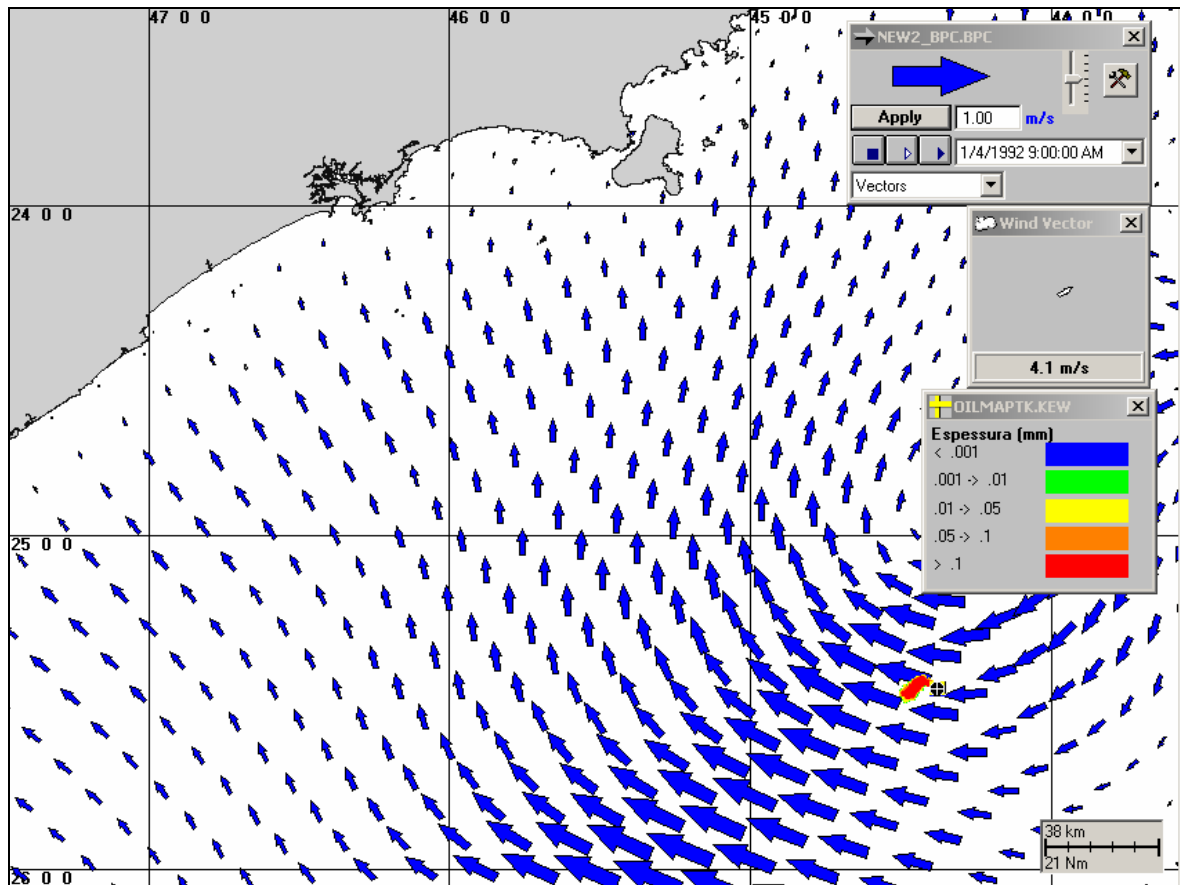 47 0 0
46 0 0
45 0 0
44 0 0
NEW2_BPC.BPC
Apply
1.00
m/s
1/4/1992 9:00:00 AM
Vectors
24 0 0
Wind Vector
4.1 m/s
OILMAPTK.KEW
Espessura (mm)
< .001
.001 -> .01
.01 -> .05
.05 -> .1
> .1
25 0 0
38 km
21 Nm
26 0 0